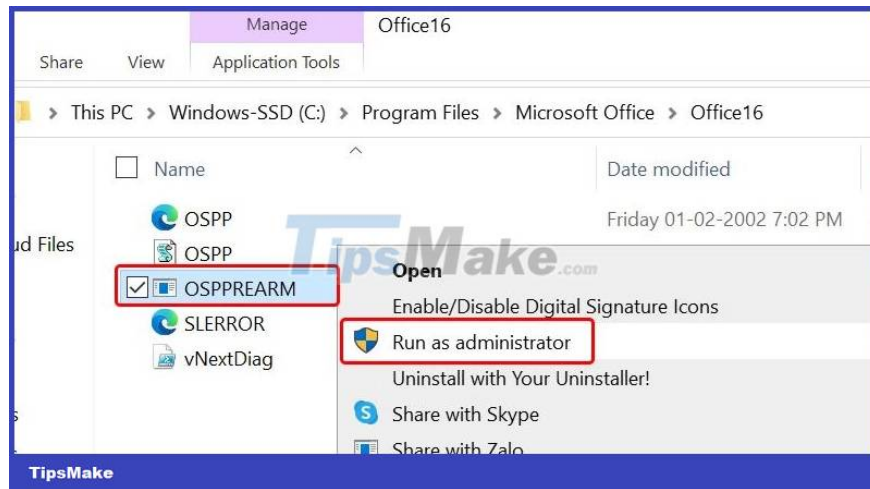 Manage Office16
Share View Application Tools
This PC > Windows-SSD (C:) > Program Files > Microsoft Office > Office16
Name Date modified
OSPP Friday 01-02-2002 7:02 PM
ud Files
OSPP
TipsMake.com
Open
OSPPREARM
Enable/Disable Digital Signature Icons
SLERROR
Run as administrator
vNextDiag
Uninstall with Your Uninstaller!
Share with Skype
Share with Zalo
TipsMake